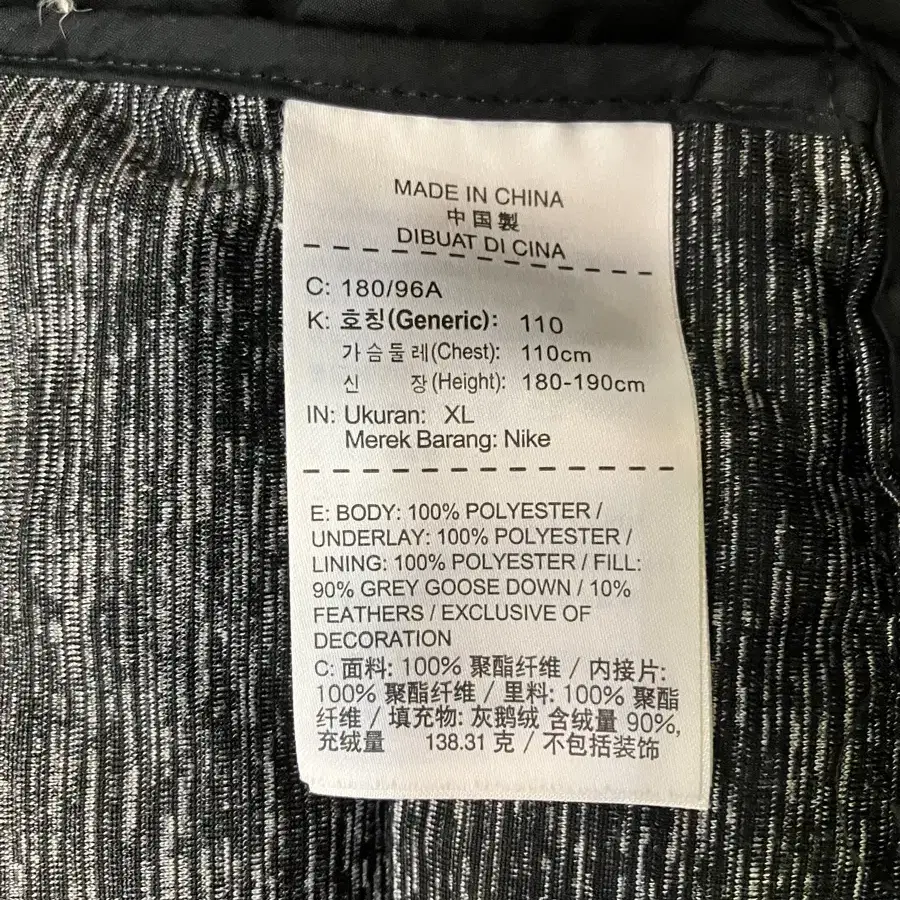 MADE IN CHINA
中国製
DIBUAT DI CINA
C: 180/96A
K: 호칭(Generic): 110
가슴둘레(Chest): 110cm
신 장(Height): 180-190cm
IN: Ukuran: XL
Merek Barang: Nike
E: BODY: 100% POLYESTER /
UNDERLAY: 100% POLYESTER /
LINING: 100% POLYESTER / FILL:
90% GREY GOOSE DOWN / 10%
FEATHERS / EXCLUSIVE OF
DECORATION
C: 面料: 100% 聚酯纤维 / 内接片:
100% 聚酯纤维 / 里料: 100% 聚酯
纤维 / 填充物: 灰鹅绒 含绒量 90%,
充绒量 138.31 克 / 不包括装饰